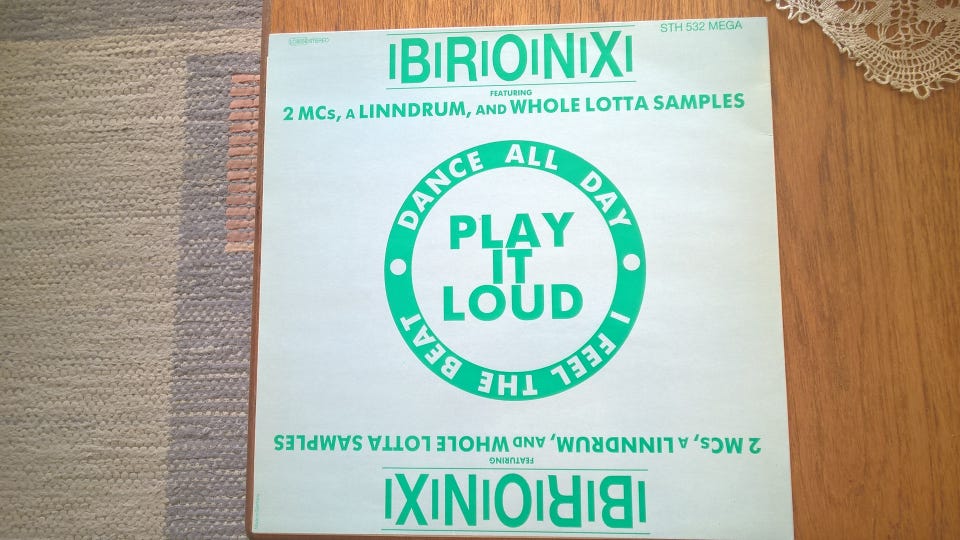 STEREO
STH 532 MEGA
BRONX
FEATURING
2 MCs, A LINNDRUM, AND WHOLE LOTTA SAMPLES
DANCE ALL DAY
PLAY
IT
LOUD
I FEEL THE BEAT
2 MCs, A LINNDRUM, AND WHOLE LOTTA SAMPLES
FEATURING
BRONX